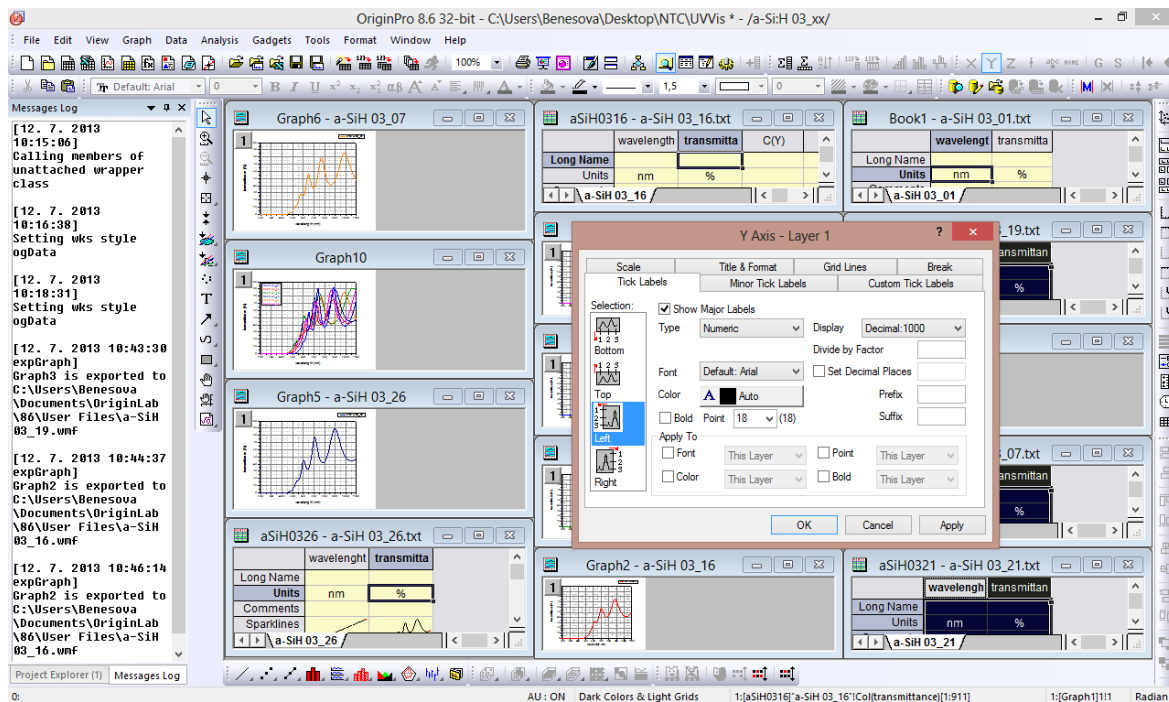 OriginPro 8.6 32-bit - C:\Users\Benesova\Desktop\NTC\UVVis * - /a-Si:H 03_xx/
File Edit View Graph Data Analysis Gadgets Tools Format Window Help
100%
Default: Arial 0 B I U 1,5 0
Messages Log
[12. 7. 2013
10:15:06]
Calling members of
unattached wrapper
class
[12. 7. 2013
10:16:38]
Setting wks style
ogData
[12. 7. 2013
10:18:31]
Setting wks style
ogData
[12. 7. 2013 10:43:30
expGraph]
Graph3 is exported to
C:\Users\Benesova
\Documents\OriginLab
\86\User Files\a-SiH
03_19.wmf
[12. 7. 2013 10:44:37
expGraph]
Graph2 is exported to
C:\Users\Benesova
\Documents\OriginLab
\86\User Files\a-SiH
03_16.wmf
[12. 7. 2013 10:46:14
expGraph]
Graph2 is exported to
C:\Users\Benesova
\Documents\OriginLab
\86\User Files\a-SiH
03_16.wmf
Project Explorer (1) Messages Log
Graph6 - a-SiH 03_07
1
Graph10
1
Graph5 - a-SiH 03_26
1
aSiH0326 - a-SiH 03_26.txt
wavelenght transmitta
Long Name
Units nm %
Comments
Sparklines
a-SiH 03_26
aSiH0316 - a-SiH 03_16.txt
wavelength transmitta C(Y)
Long Name
Units nm %
a-SiH 03_16
Book1 - a-SiH 03_01.txt
wavelengt transmitta
Long Name
Units nm %
a-SiH 03_01
_19.txt
ansmittan
%
_07.txt
ansmittan
%
Y Axis - Layer 1
Scale Title & Format Grid Lines Break
Tick Labels Minor Tick Labels Custom Tick Labels
Selection:
Bottom
Top
Left
Right
Show Major Labels
Type Numeric Display Decimal:1000
Divide by Factor
Font Default: Arial Set Decimal Places
Color A Auto Prefix
Bold Point 18 (18) Suffix
Apply To
Font This Layer Point This Layer
Color This Layer Bold This Layer
OK Cancel Apply
Graph2 - a-SiH 03_16
1
aSiH0321 - a-SiH 03_21.txt
wavelengh transmittan
Long Name
Units nm %
a-SiH 03_21
0: AU : ON Dark Colors & Light Grids 1:[aSiH0316]"a-SiH 03_16"!Col(transmittance)[1:911] 1:[Graph1]1!1 Radian